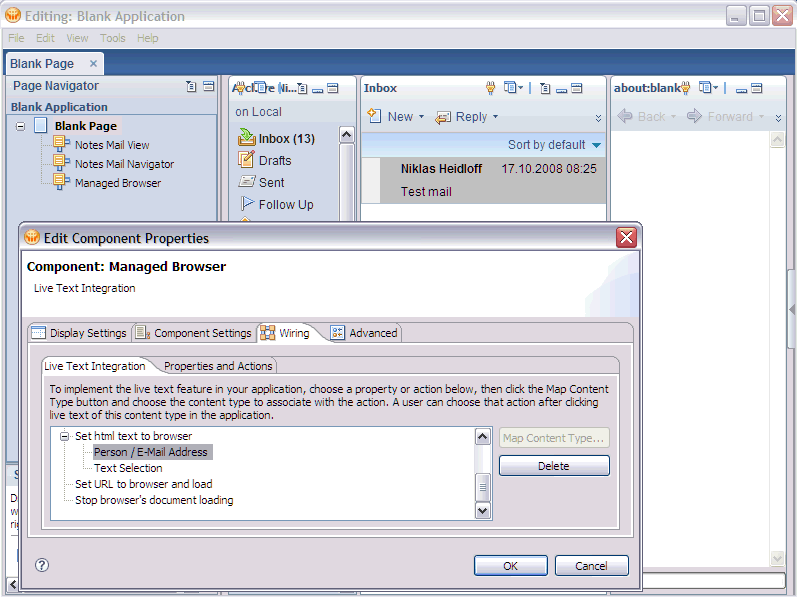 Editing: Blank Application
File Edit View Tools Help
Blank Page
Page Navigator
Blank Application
Blank Page
Notes Mail View
Notes Mail Navigator
Managed Browser
on Local
Inbox (13)
Drafts
Sent
Follow Up
Inbox
New Reply
Sort by default
Niklas Heidloff 17.10.2008 08:25
Test mail
about:blank
Back Forward
Edit Component Properties
Component: Managed Browser
Live Text Integration
Display Settings Component Settings Wiring Advanced
Live Text Integration Properties and Actions
To implement the live text feature in your application, choose a property or action below, then click the Map Content
Type button and choose the content type to associate with the action. A user can choose that action after clicking
live text of this content type in the application.
Set html text to browser
Person / E-Mail Address
Text Selection
Set URL to browser and load
Stop browser's document loading
Map Content Type...
Delete
OK Cancel